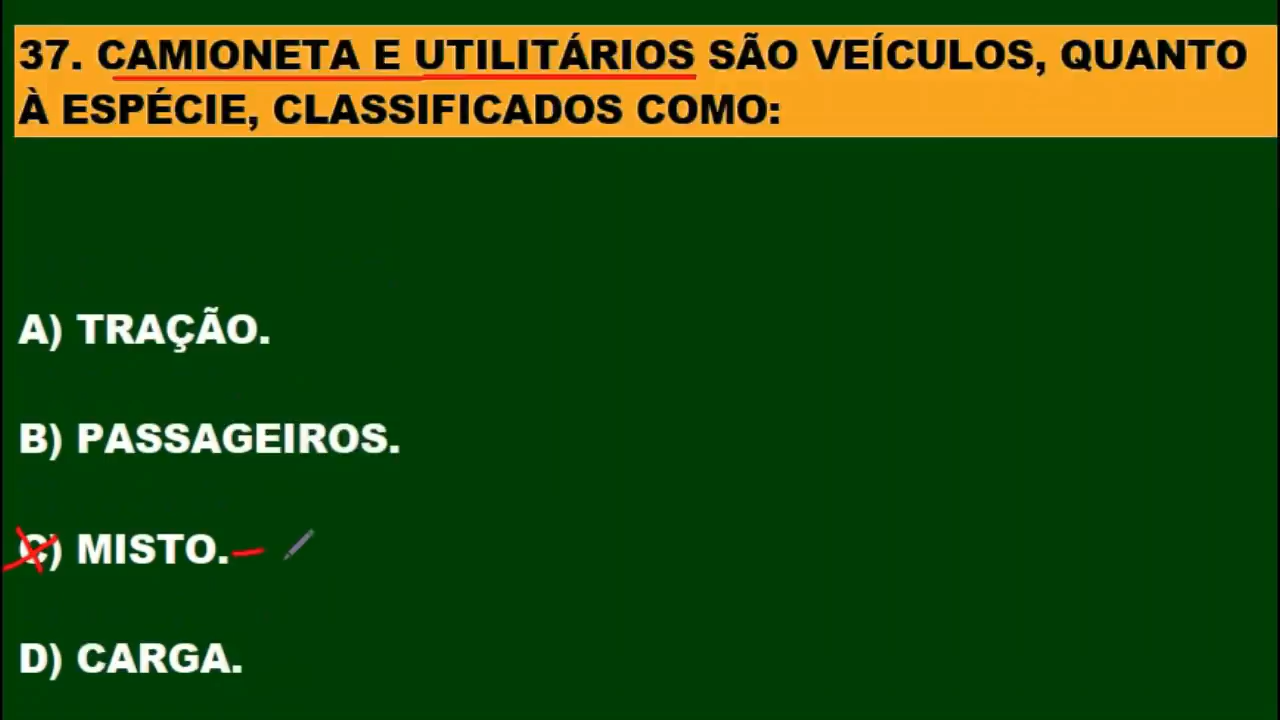 37. CAMIONETA E UTILITÁRIOS SÃO VEÍCULOS, QUANTO
À ESPÉCIE, CLASSIFICADOS COMO:
A) TRAÇÃO.
B) PASSAGEIROS.
C) MISTO.
D) CARGA.